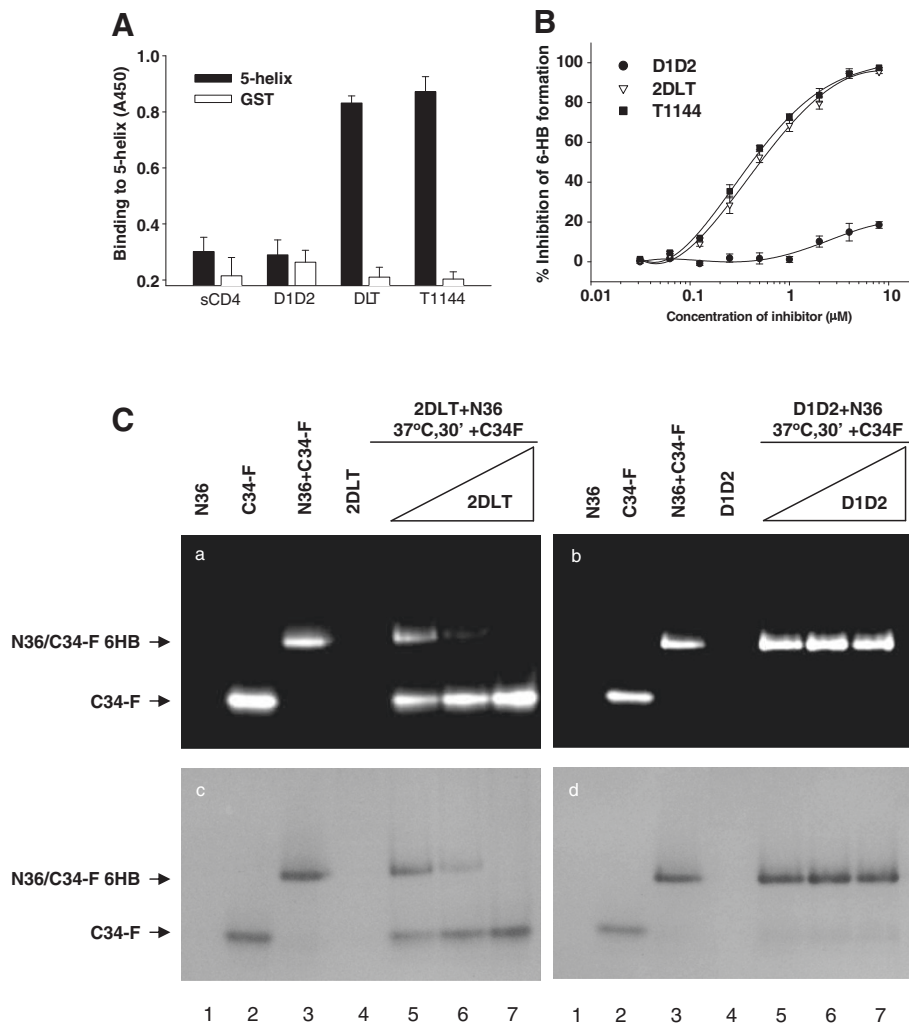 A
Binding to 5-helix (A450)
1.0
0.8
0.6
0.4
0.2
5-helix
GST
sCD4 D1D2 DLT T1144
B
% Inhibition of 6-HB formation
100
80
60
40
20
0
D1D2
2DLT
T1144
0.01 0.1 1 10
Concentration of inhibitor (μM)
C
N36
C34-F
N36+C34-F
2DLT
2DLT+N36
37°C,30' +C34F
2DLT
N36
C34-F
N36+C34-F
D1D2
D1D2+N36
37°C,30' +C34F
D1D2
a
b
N36/C34-F 6HB
C34-F
c
d
N36/C34-F 6HB
C34-F
1 2 3 4 5 6 7
1 2 3 4 5 6 7